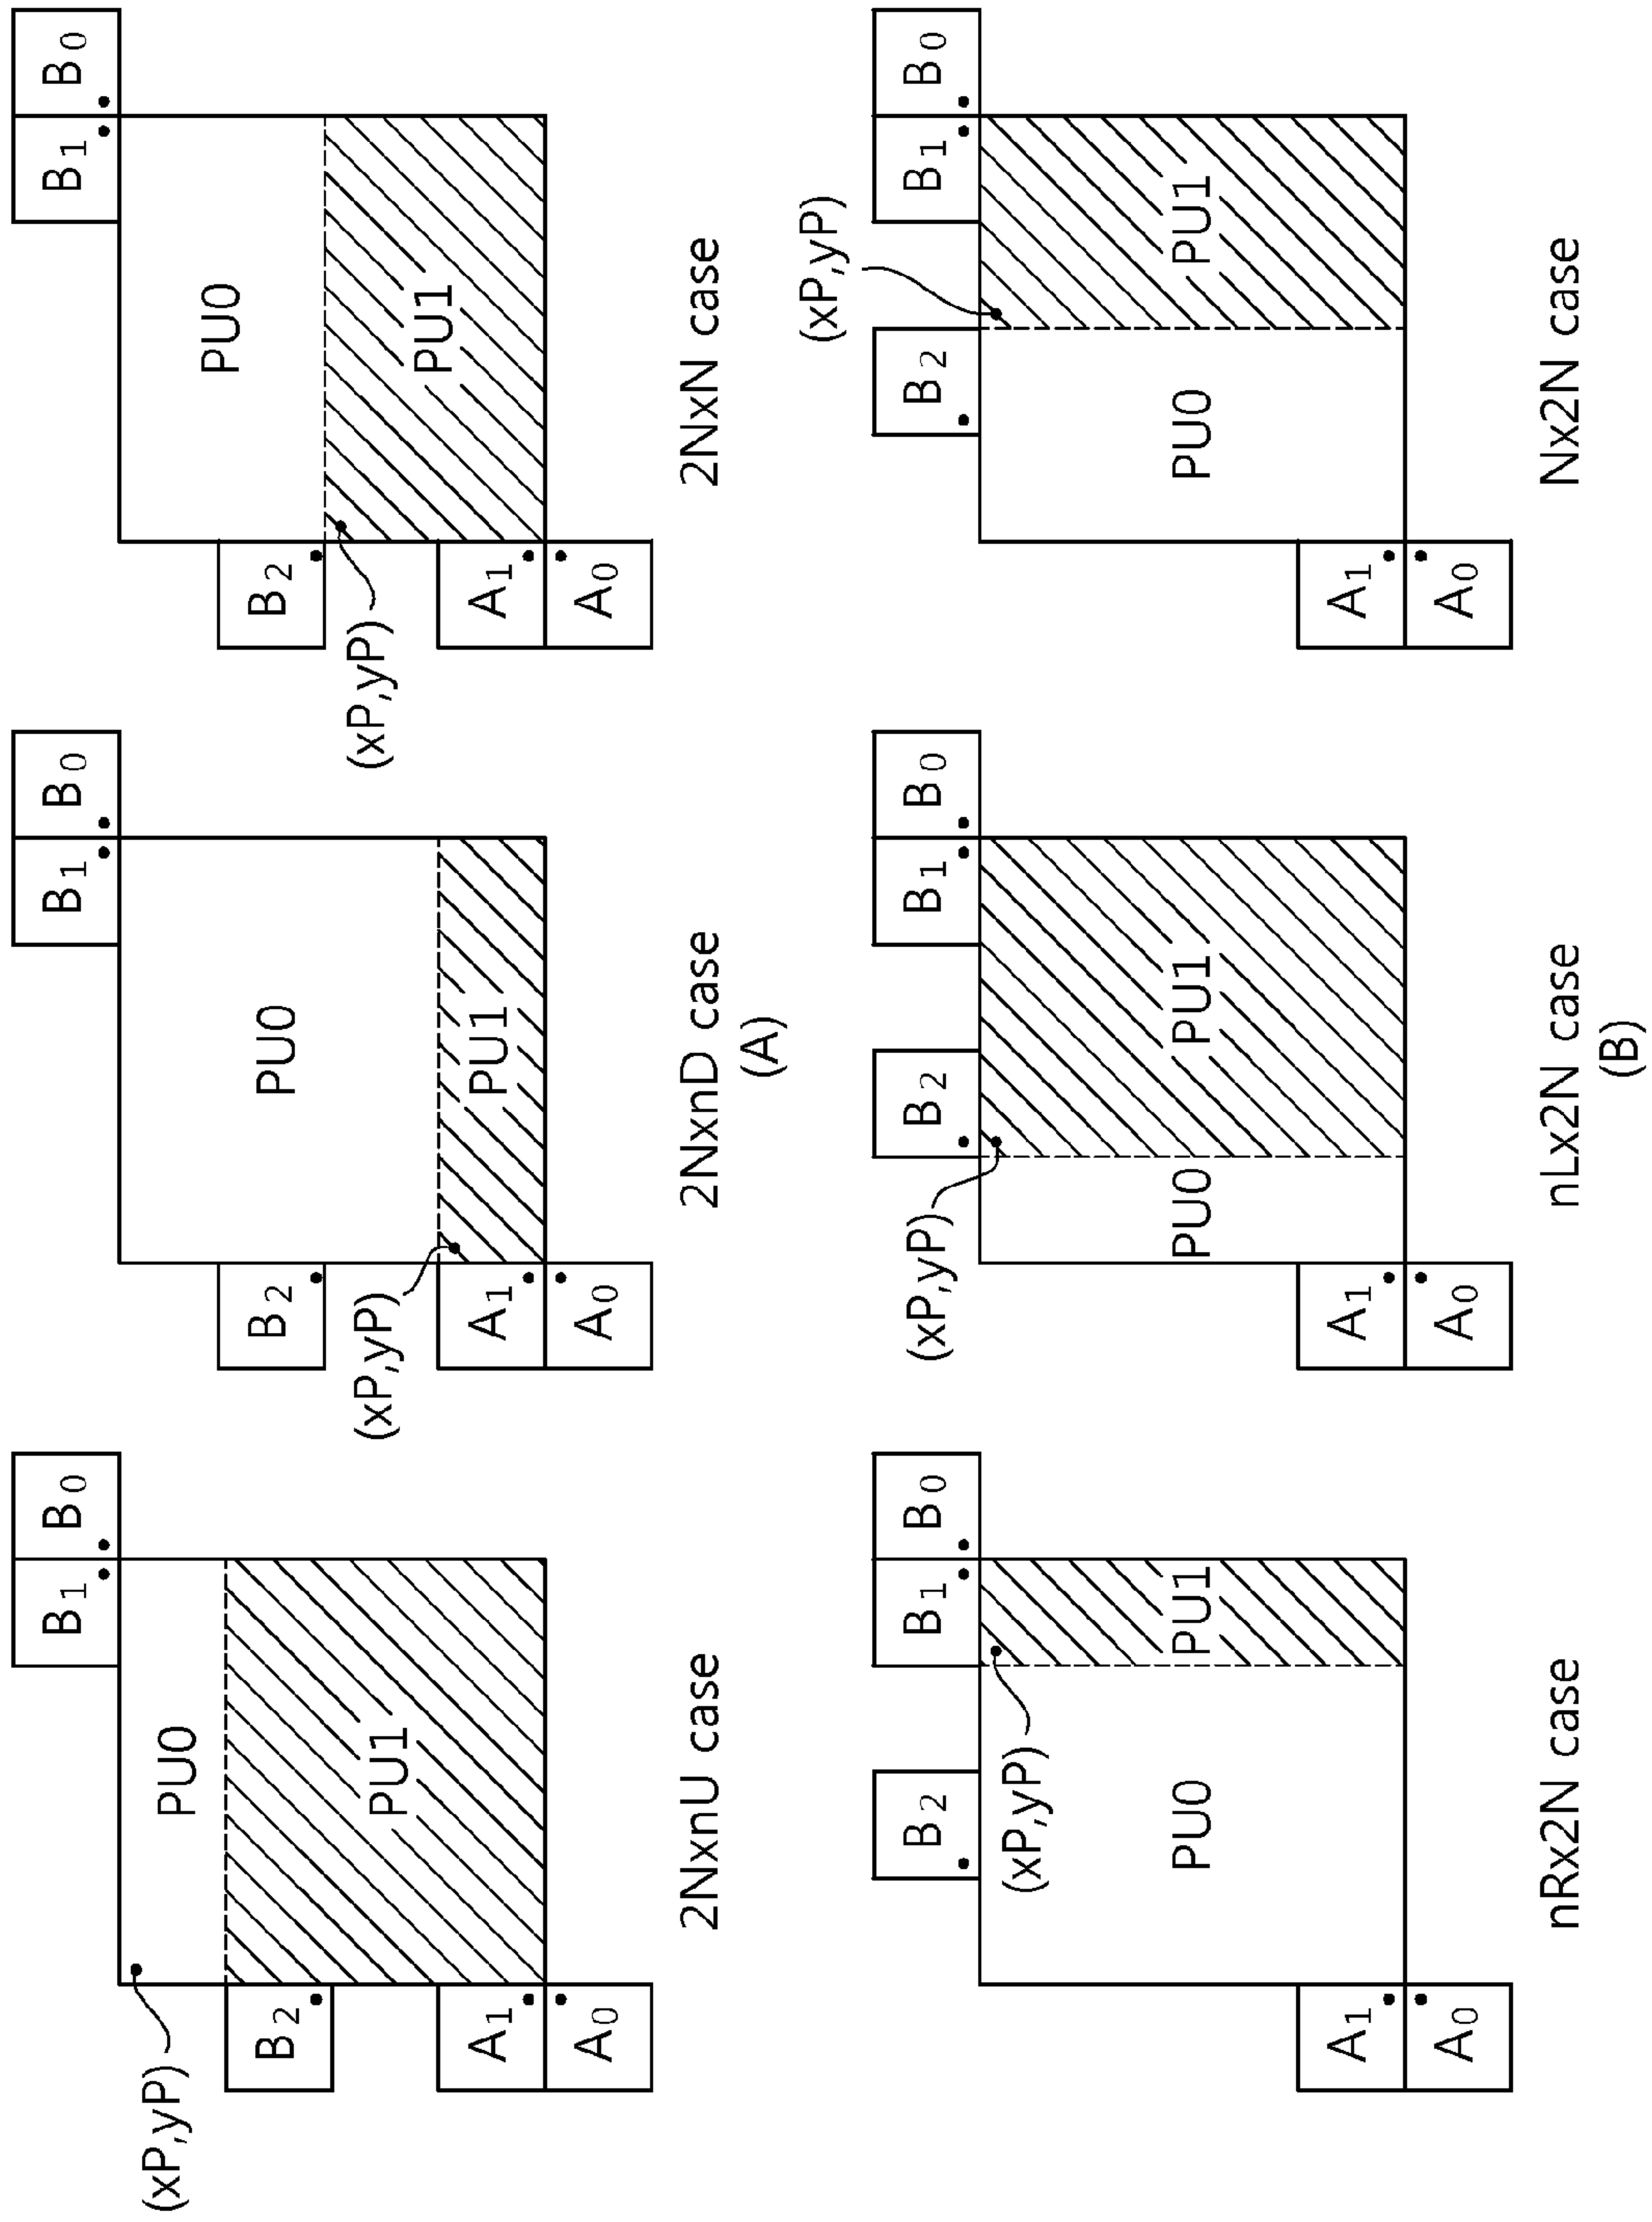 B1 B0
(xP,yP)
PU0
B2
PU1
A1
A0
2NxnU case
B1 B0
PU0
B2
(xP,yP)
PU1
A1
A0
2NxnD case
B1 B0
PU0
B2
(xP,yP)
PU1
A1
A0
2NxN case
(A)
B2 B1 B0
(xP,yP)
PU0 PU1
A1
A0
nRx2N case
B2 B1 B0
(xP,yP)
PU0 PU1
A1
A0
nLx2N case
(xP,yP)
B2 B1 B0
PU0 PU1
A1
A0
Nx2N case
(B)